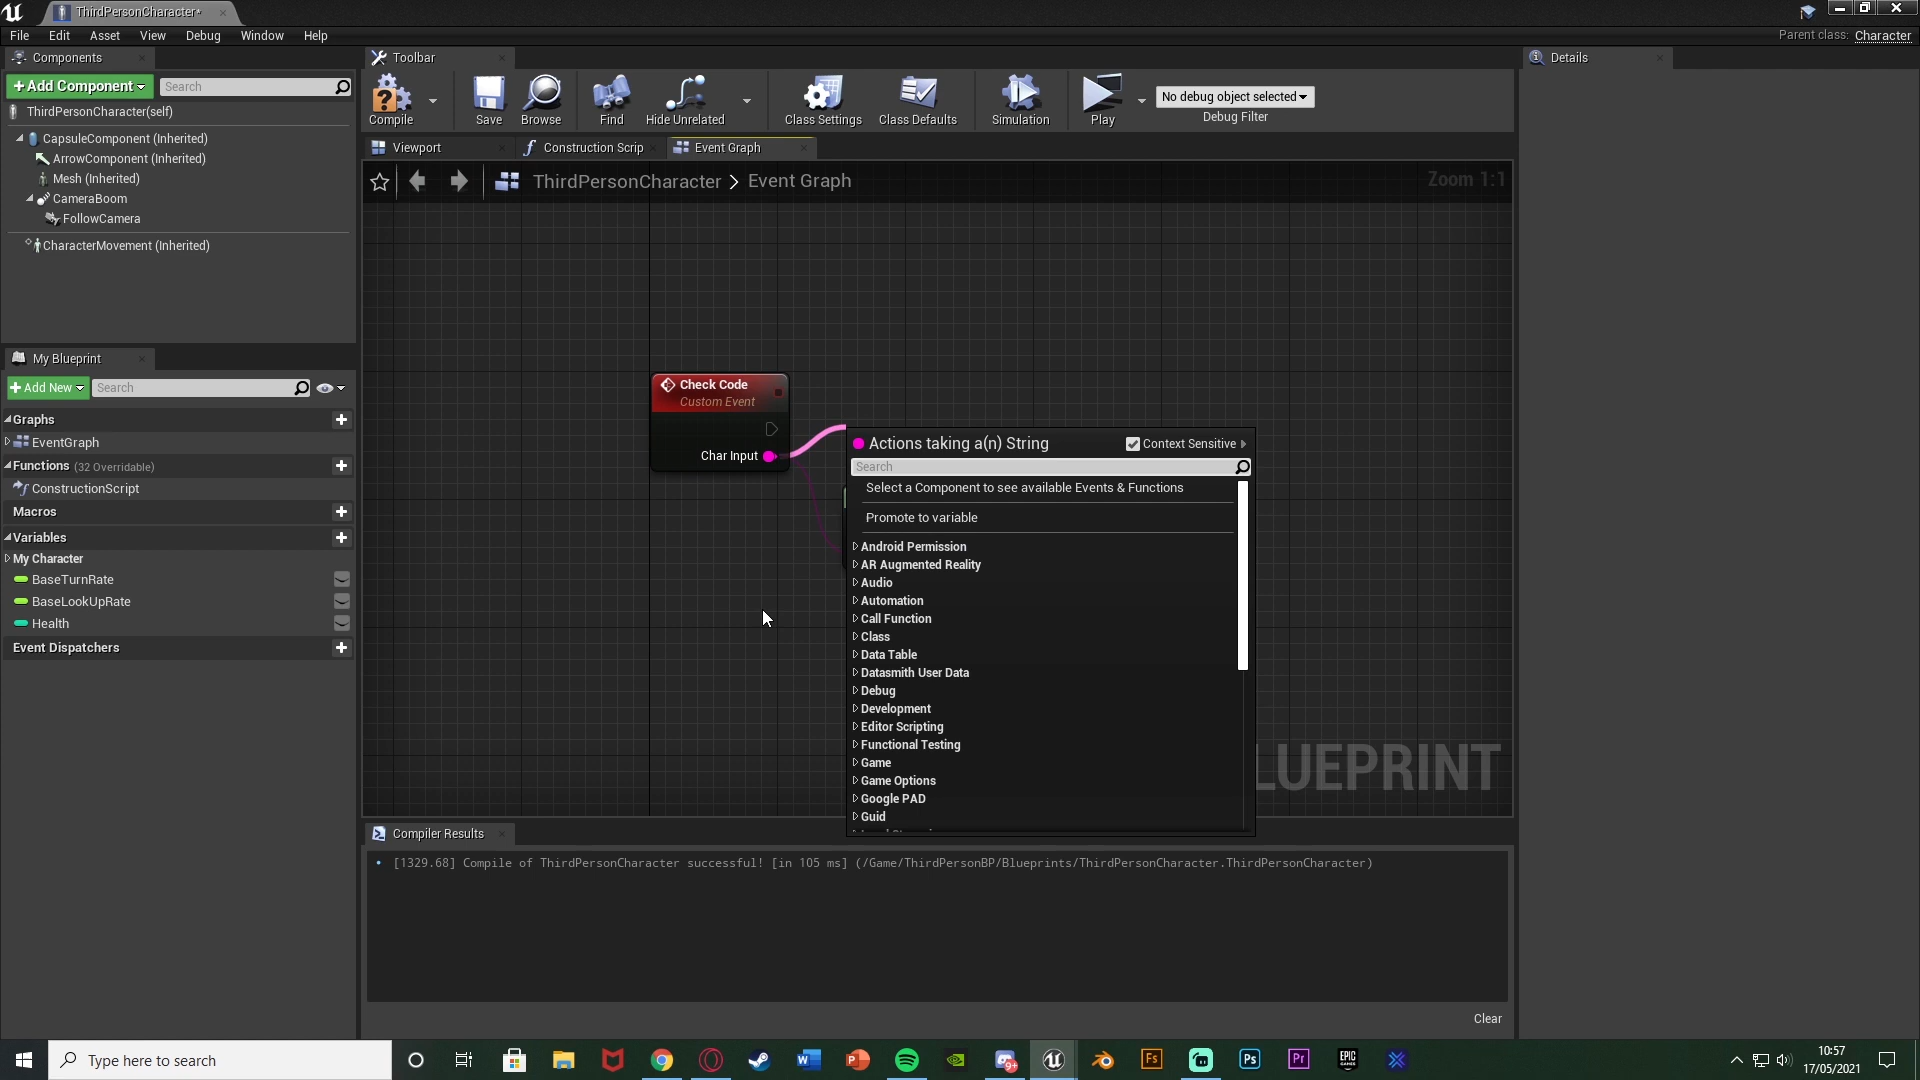 ThirdPersonCharacter*
File Edit Asset View Debug Window Help
Parent class: Character
Components
Toolbar
Details
+Add Component
Search
Compile
Save
Browse
Find
Hide Unrelated
Class Settings
Class Defaults
Simulation
Play
No debug object selected
Debug Filter
ThirdPersonCharacter(self)
CapsuleComponent (Inherited)
ArrowComponent (Inherited)
Mesh (Inherited)
CameraBoom
FollowCamera
CharacterMovement (Inherited)
Viewport
Construction Scrip
Event Graph
ThirdPersonCharacter > Event Graph
Zoom 1:1
My Blueprint
+Add New
Search
Graphs
EventGraph
Functions (32 Overridable)
ConstructionScript
Macros
Variables
My Character
BaseTurnRate
BaseLookUpRate
Health
Event Dispatchers
Check Code
Custom Event
Char Input
Actions taking a(n) String
Context Sensitive
Search
Select a Component to see available Events & Functions
Promote to variable
Android Permission
AR Augmented Reality
Audio
Automation
Call Function
Class
Data Table
Datasmith User Data
Debug
Development
Editor Scripting
Functional Testing
Game
Game Options
Google PAD
Guid
LUEPRINT
Compiler Results
[1329.68] Compile of ThirdPersonCharacter successful! [in 105 ms] (/Game/ThirdPersonBP/Blueprints/ThirdPersonCharacter.ThirdPersonCharacter)
Clear
Type here to search
10:57
17/05/2021